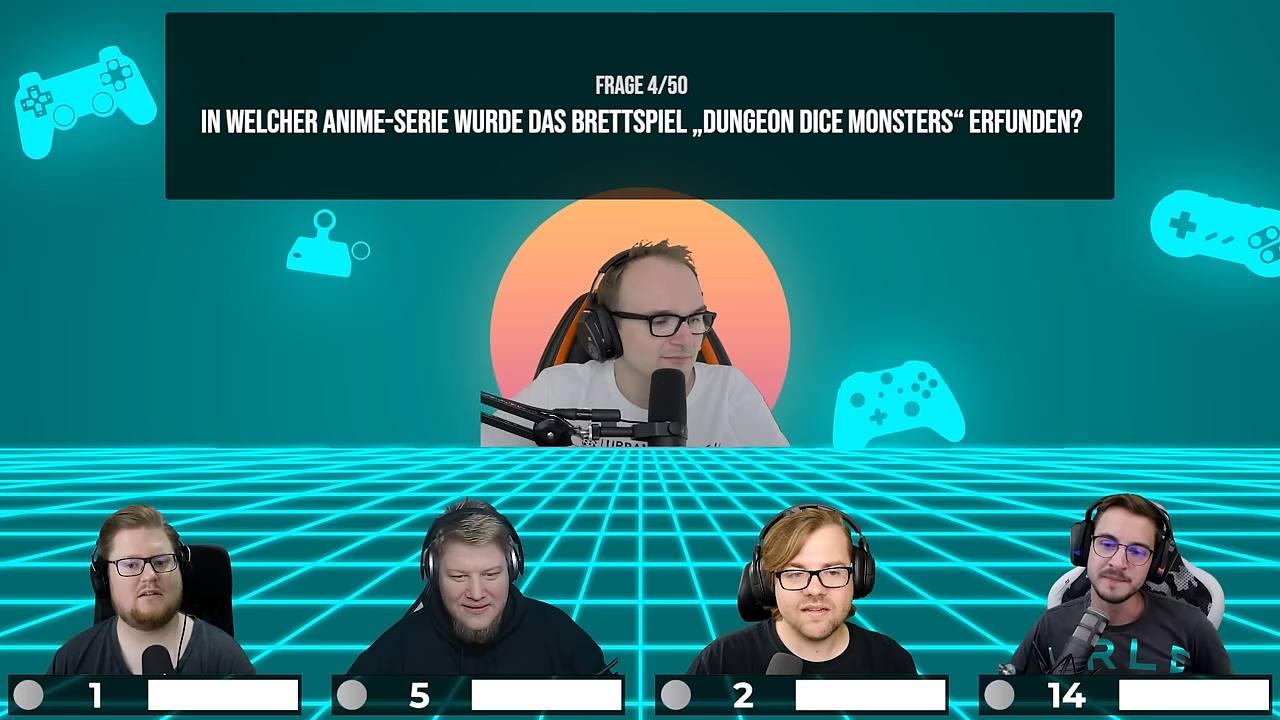 FRAGE 4/50
IN WELCHER ANIME-SERIE WURDE DAS BRETTSPIEL „DUNGEON DICE MONSTERS“ ERFUNDEN?
1
5
2
14